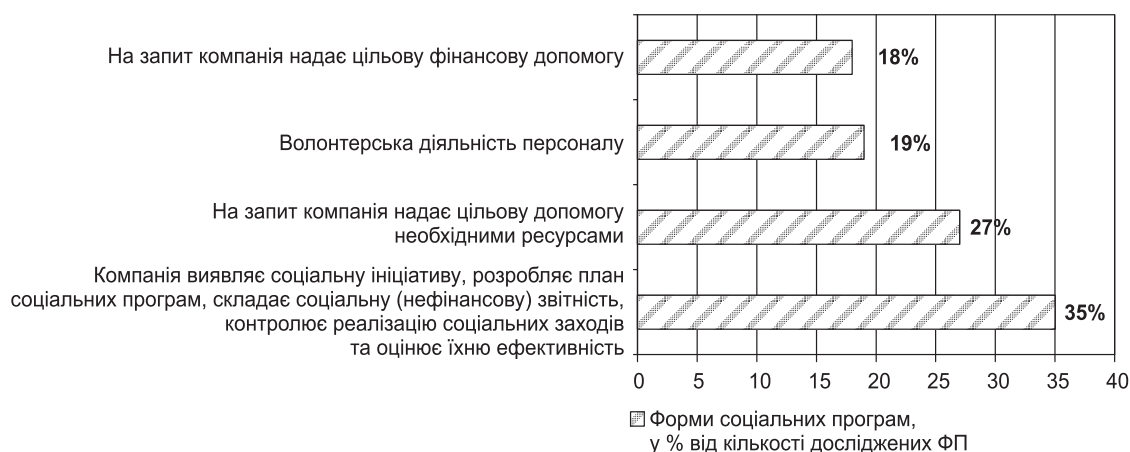 На запит компанія надає цільову фінансову допомогу
18%
Волонтерська діяльність персоналу
19%
На запит компанія надає цільову допомогу
необхідними ресурсами
27%
Компанія виявляє соціальну ініціативу, розробляє план
соціальних програм, складає соціальну (нефінансову) звітність,
контролює реалізацію соціальних заходів
та оцінює їхню ефективність
35%
0 5 10 15 20 25 30 35 40
Форми соціальних програм,
у % від кількості досліджених ФП